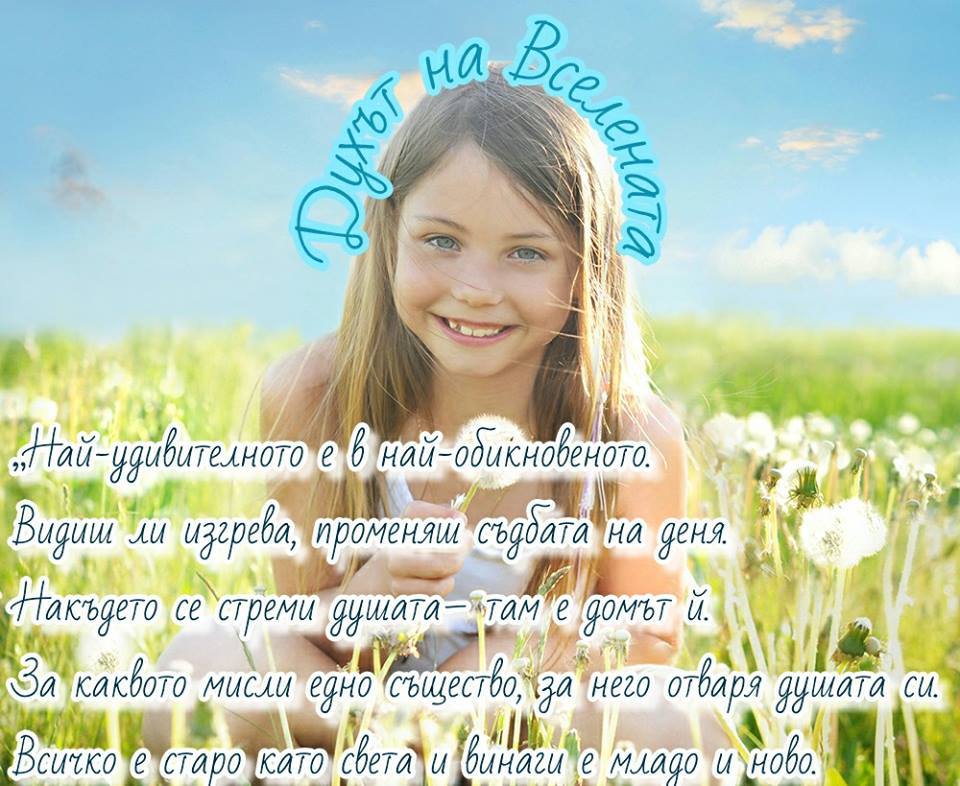 Духът на Вселената
„Най-удивителното е в най-обикновеното.
Видиш ли изгрева, променяш съдбата на деня.
Накъдето се стреми душата– там е домът й.
За каквото мисли едно същество, за него отваря душата си.
Всичко е старо като света и винаги е младо и ново.